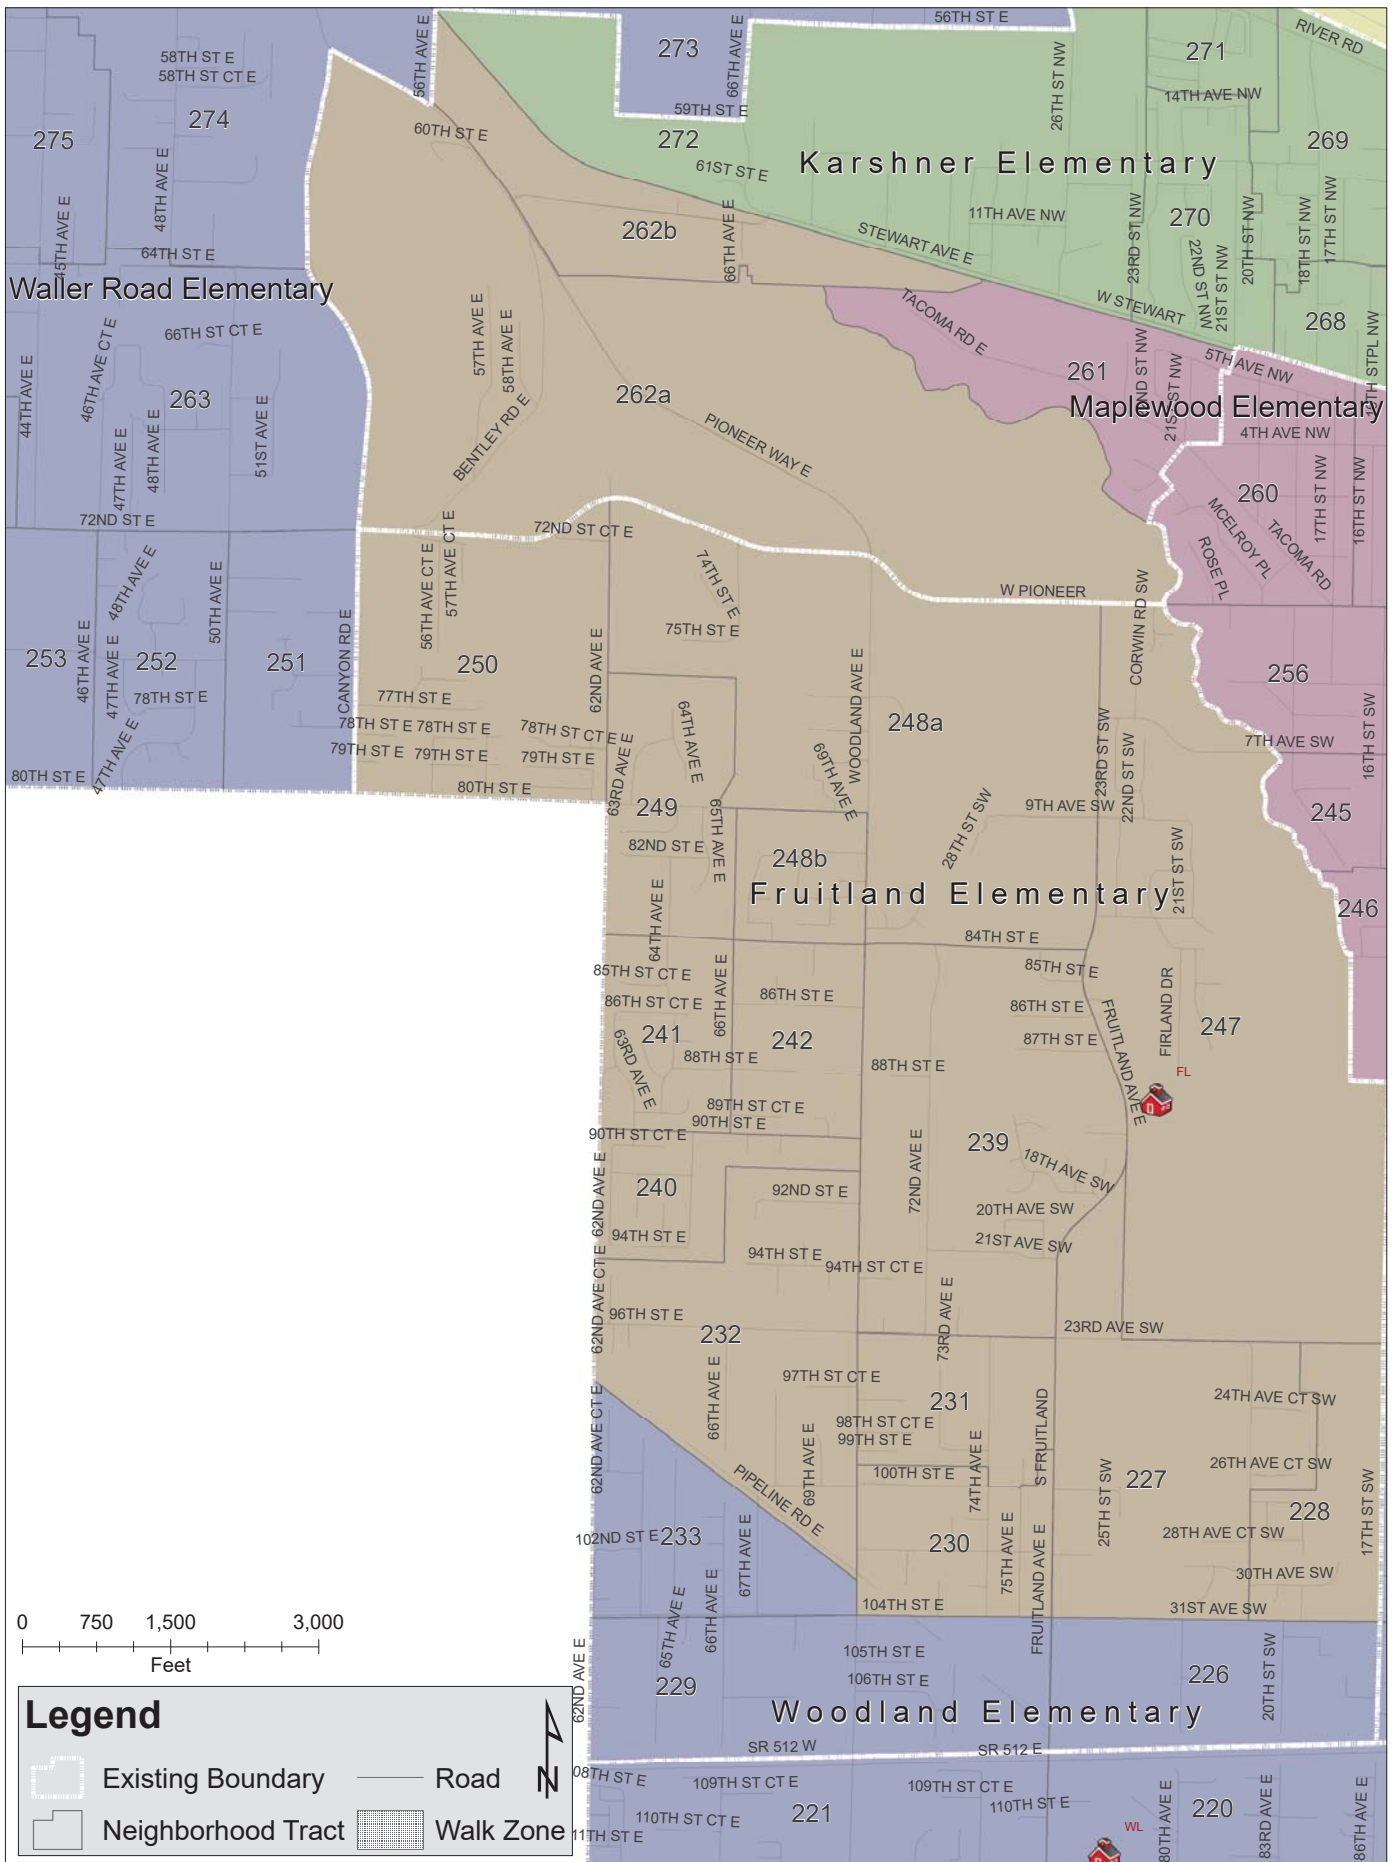 56TH ST E
RIVER RD
56TH AVE E
273
66TH AVE E
271
58TH ST E
58TH ST CT E
26TH ST NW
14TH AVE NW
59TH ST E
274
275
60TH ST E
272
269
Karshner Elementary
61ST ST E
48TH AVE E
45TH AVE E
11TH AVE NW
270
262b
66TH AVE E
STEWART AVE E
23RD ST NW
22ND ST NW
21ST ST NW
20TH ST NW
18TH ST NW
17TH ST NW
64TH ST E
Waller Road Elementary
TACOMA RD E
W STEWART
268
66TH ST CT E
57TH AVE E
58TH AVE E
46TH AVE CT E
44TH AVE E
5TH AVE NW
261
21ST ST NW
262a
263
Maplewood Elementary
BENTLEY RD E
PIONEER WAY E
4TH AVE NW
47TH AVE E
48TH AVE E
51ST AVE E
260
17TH ST NW
16TH ST NW
MCELROY PL
TACOMA RD
ROSE PL
72ND ST E
72ND ST CT E
56TH AVE CT E
57TH AVE CT E
74TH ST E
48TH AVE E
50TH AVE E
W PIONEER
CORWIN RD SW
75TH ST E
CANYON RD E
62ND AVE E
46TH AVE E
47TH AVE E
253
252
251
250
256
WOODLAND AVE E
78TH ST E
77TH ST E
64TH AVE E
248a
78TH ST E
78TH ST E
78TH ST CT E
23RD ST SW
22ND ST SW
16TH ST SW
7TH AVE SW
79TH ST E
79TH ST E
79TH ST E
63RD AVE E
69TH AVE E
47TH AVE E
80TH ST E
80TH ST E
249
65TH AVE E
28TH ST SW
9TH AVE SW
245
82ND ST E
248b
21ST ST SW
Fruitland Elementary
246
64TH AVE E
84TH ST E
85TH ST CT E
85TH ST E
66TH AVE E
86TH ST CT E
86TH ST E
86TH ST E
FRUITLAND AVE E
FIRLAND DR
247
241
242
87TH ST E
63RD AVE E
88TH ST E
88TH ST E
FL
89TH ST CT E
90TH ST E
90TH ST CT E
239
72ND AVE E
18TH AVE SW
62ND AVE E
240
92ND ST E
20TH AVE SW
94TH ST E
94TH ST E
21ST AVE SW
94TH ST CT E
62ND AVE CT E
96TH ST E
73RD AVE E
23RD AVE SW
232
97TH ST CT E
66TH AVE E
62ND AVE CT E
231
S FRUITLAND
24TH AVE CT SW
98TH ST CT E
99TH ST E
69TH AVE E
74TH AVE E
26TH AVE CT SW
100TH ST E
227
PIPELINE RD E
25TH ST SW
17TH ST SW
228
102ND ST E
233
67TH AVE E
230
75TH AVE E
FRUITLAND AVE E
28TH AVE CT SW
30TH AVE SW
65TH AVE E
66TH AVE E
104TH ST E
31ST AVE SW
0 750 1,500 3,000
Feet
105TH ST E
106TH ST E
62ND AVE E
229
226
20TH ST SW
Woodland Elementary
SR 512 W
SR 512 E
08TH ST E
109TH ST CT E
109TH ST CT E
110TH ST E
110TH ST CT E
221
220
80TH AVE E
83RD AVE E
86TH AVE E
11TH ST E
WL
Legend
Existing Boundary
Road
N
Neighborhood Tract
Walk Zone